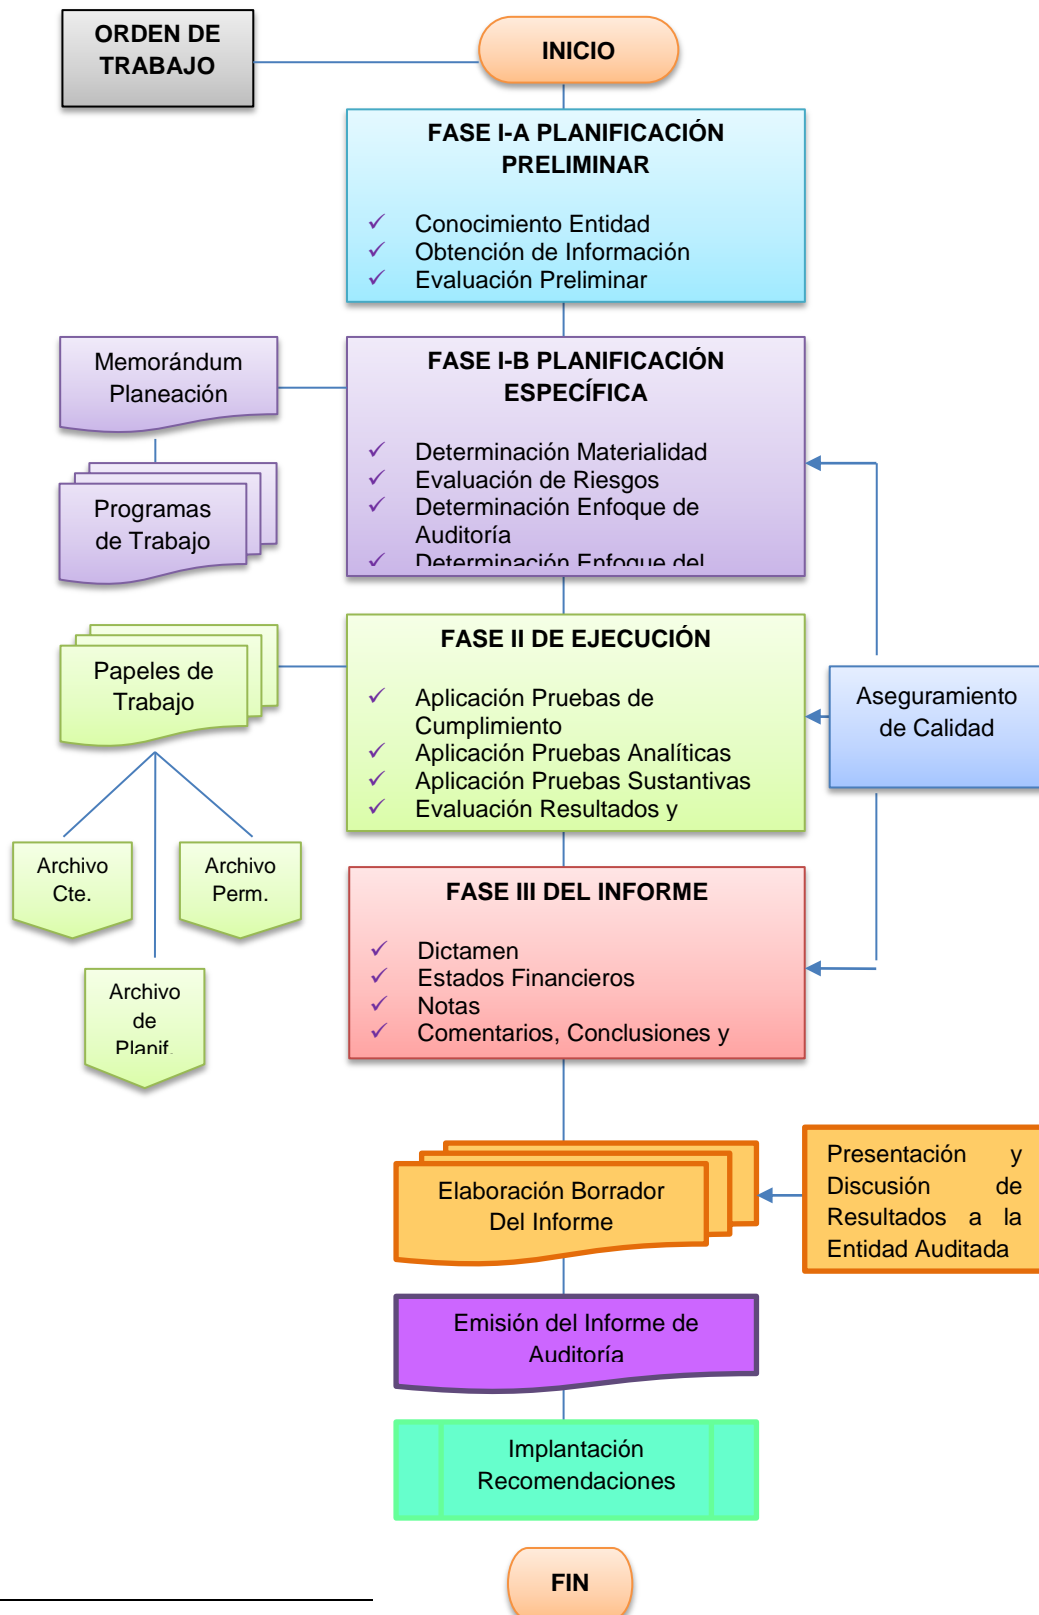 ORDEN DE
TRABAJO
INICIO
FASE I-A PLANIFICACIÓN
PRELIMINAR
✓ Conocimiento Entidad
✓ Obtención de Información
✓ Evaluación Preliminar
Memorándum
Planeación
FASE I-B PLANIFICACIÓN
ESPECÍFICA
✓ Determinación Materialidad
✓ Evaluación de Riesgos
✓ Determinación Enfoque de
Auditoría
✓ Determinación Enfoque del
Programas
de Trabajo
Papeles de
Trabajo
FASE II DE EJECUCIÓN
✓ Aplicación Pruebas de
Cumplimiento
✓ Aplicación Pruebas Analíticas
✓ Aplicación Pruebas Sustantivas
✓ Evaluación Resultados y
Aseguramiento
de Calidad
Archivo
Cte.
Archivo
Perm.
Archivo
de
Planif.
FASE III DEL INFORME
✓ Dictamen
✓ Estados Financieros
✓ Notas
✓ Comentarios, Conclusiones y
Elaboración Borrador
Del Informe
Presentación y
Discusión de
Resultados a la
Entidad Auditada
Emisión del Informe de
Auditoría
Implantación
Recomendaciones
FIN